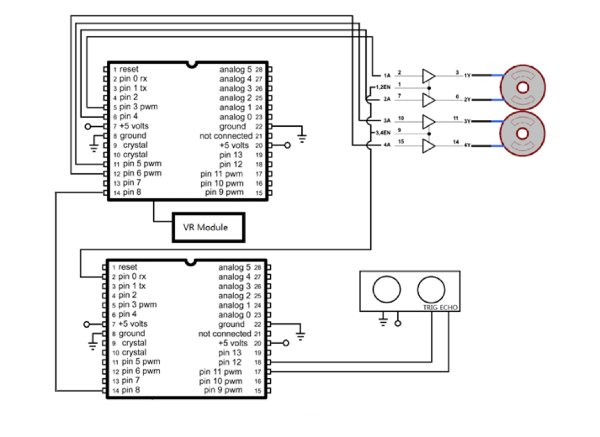 1 reset analog 5 28
2 pin 0 rx analog 4 27
3 pin 1 tx analog 3 26
4 pin 2 analog 2 25
5 pin 3 pwm analog 1 24
6 pin 4 analog 0 23
7 +5 volts ground 22
8 ground not connected 21
9 crystal +5 volts 20
10 crystal pin 13 19
11 pin 5 pwm pin 12 18
12 pin 6 pwm pin 11 pwm 17
13 pin 7 pin 10 pwm 16
14 pin 8 pin 9 pwm 15
1A 2 3 1Y
1,2EN 1
2A 7 6 2Y
3A 10 11 3Y
3,4EN 9
4A 15 14 4Y
VR Module
1 reset analog 5 28
2 pin 0 rx analog 4 27
3 pin 1 tx analog 3 26
4 pin 2 analog 2 25
5 pin 3 pwm analog 1 24
6 pin 4 analog 0 23
7 +5 volts ground 22
8 ground not connected 21
9 crystal +5 volts 20
10 crystal pin 13 19
11 pin 5 pwm pin 12 18
12 pin 6 pwm pin 11 pwm 17
13 pin 7 pin 10 pwm 16
14 pin 8 pin 9 pwm 15
TRIG ECHO